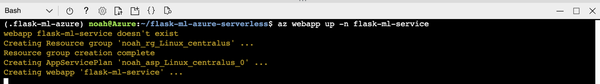 Bash
(.flask-ml-azure) noah@Azure:~/flask-ml-azure-serverless$ az webapp up -n flask-ml-service
webapp flask-ml-service doesn't exist
Creating Resource group 'noah_rg_Linux_centralus' ...
Resource group creation complete
Creating AppServicePlan 'noah_asp_Linux_centralus_0' ...
Creating webapp 'flask-ml-service' ...